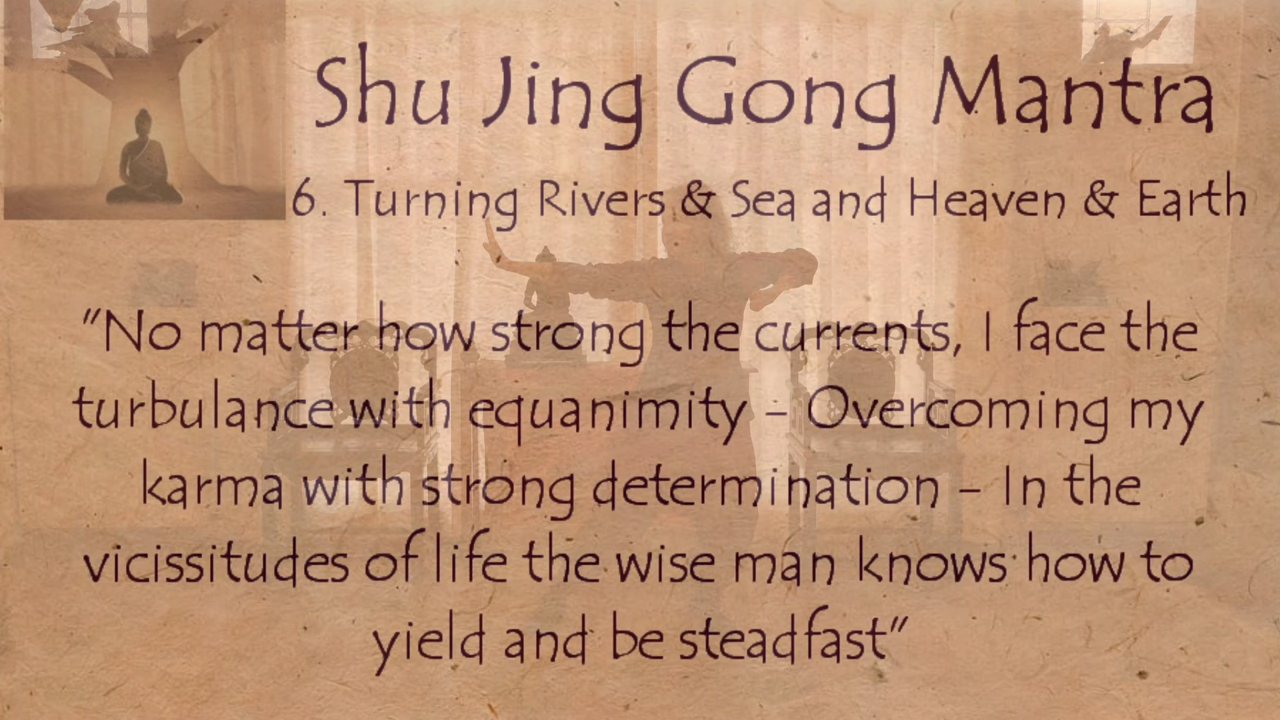 Shu Jing Gong Mantra
6. Turning Rivers & Sea and Heaven & Earth
"No matter how strong the currents, I face the
turbulance with equanimity - Overcoming my
karma with strong determination - In the
vicissitudes of life the wise man knows how to
yield and be steadfast"